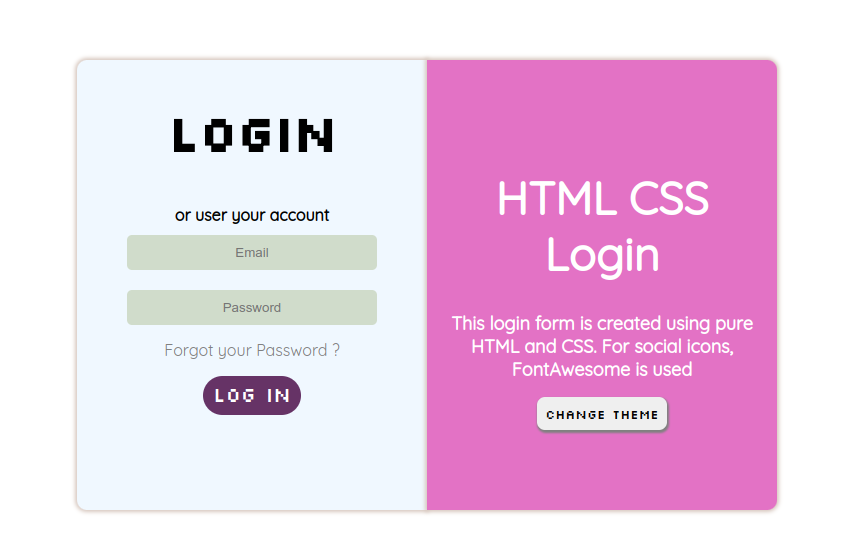 LOGIN
or user your account
Email
Password
Forgot your Password ?
LOG IN
HTML CSS
Login
This login form is created using pure
HTML and CSS. For social icons,
FontAwesome is used
CHANGE THEME